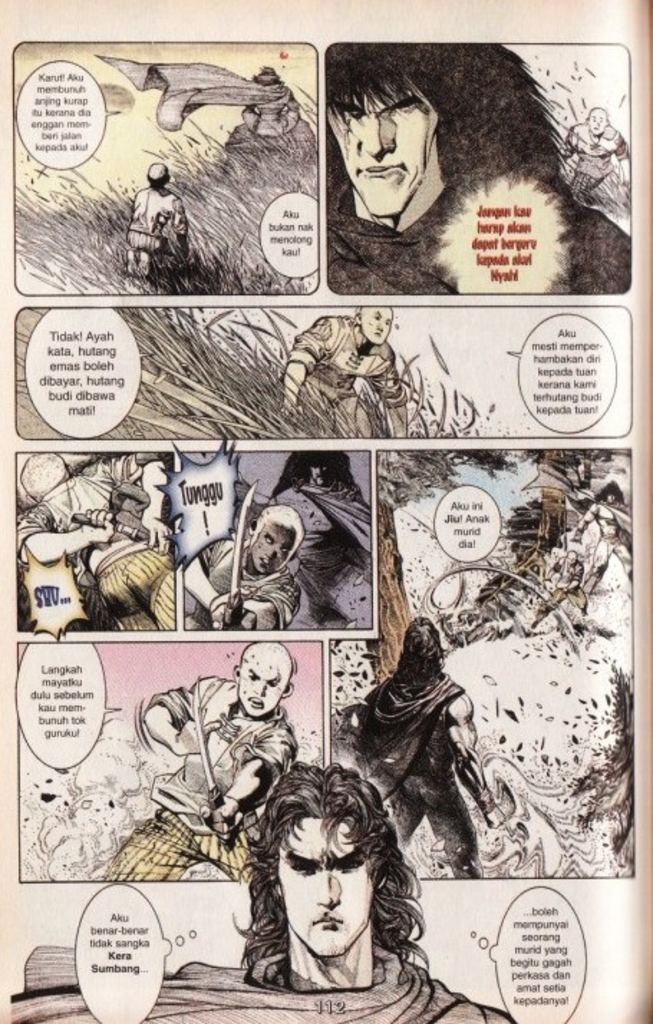 Karut! Aku
membunuh
anjing kurap
itu kerana dia
enggan mem-
beri jalan
kepada aku!
Aku
bukan nak
menolong
kau!
Jangan kau
harap akan
dapat berguru
kepada aku!
Nyah!
Tidak! Ayah
kata, hutang
emas boleh
dibayar, hutang
budi dibawa
mati!
Aku
mesti memper-
hambakan diri
kepada tuan
kerana kami
terhutang budi
kepada tuan!
Tunggu
!
Aku ini
Jiu! Anak
murid
dia!
Langkah
mayatku
dulu sebelum
kau mem-
bunuh tok
guruku!
Aku
benar-benar
tidak sangka
Kera
Sumbang...
...boleh
mempunyai
seorang
murid yang
begitu gagah
perkasa dan
amat setia
kepadanya!
112